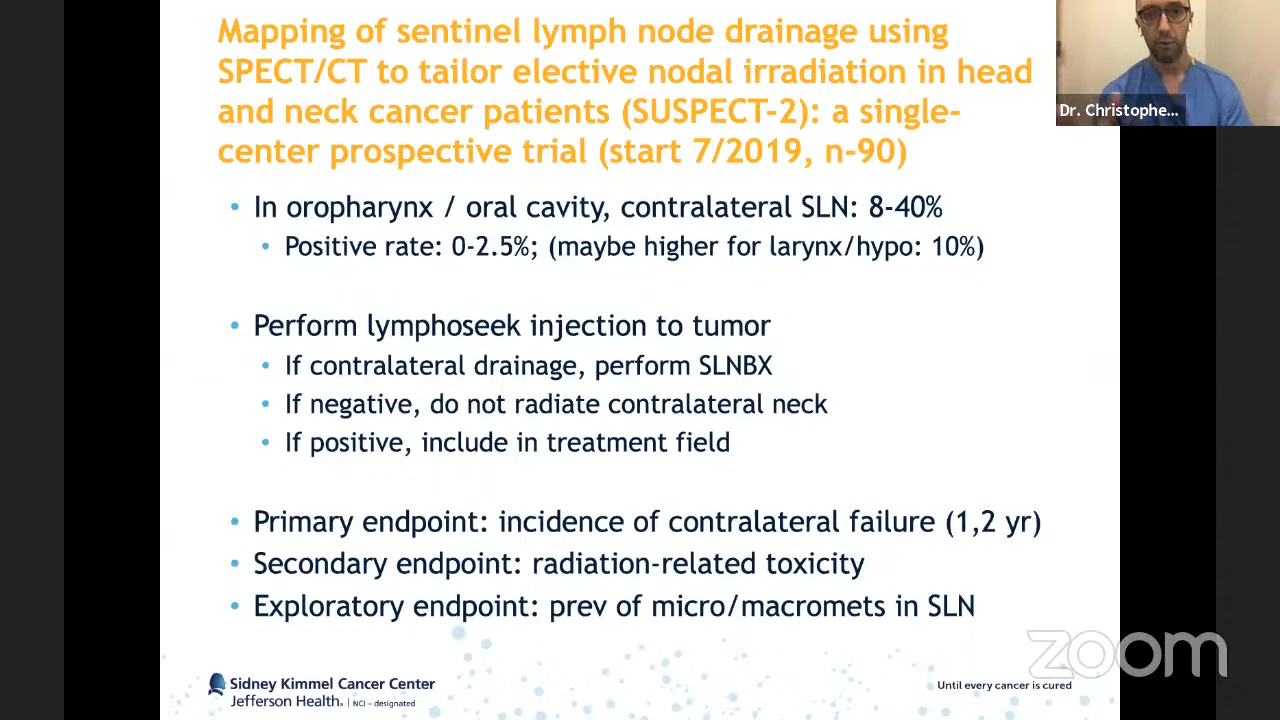 Mapping of sentinel lymph node drainage using
SPECT/CT to tailor elective nodal irradiation in head
and neck cancer patients (SUSPECT-2): a single-
center prospective trial (start 7/2019, n-90)
Dr. Christophe...
• In oropharynx / oral cavity, contralateral SLN: 8-40%
• Positive rate: 0-2.5%; (maybe higher for larynx/hypo: 10%)
• Perform lymphoseek injection to tumor
• If contralateral drainage, perform SLNBX
• If negative, do not radiate contralateral neck
• If positive, include in treatment field
• Primary endpoint: incidence of contralateral failure (1,2 yr)
• Secondary endpoint: radiation-related toxicity
• Exploratory endpoint: prev of micro/macromets in SLN
zoom
Sidney Kimmel Cancer Center
Jefferson Health. | NCI – designated
Until every cancer is cured